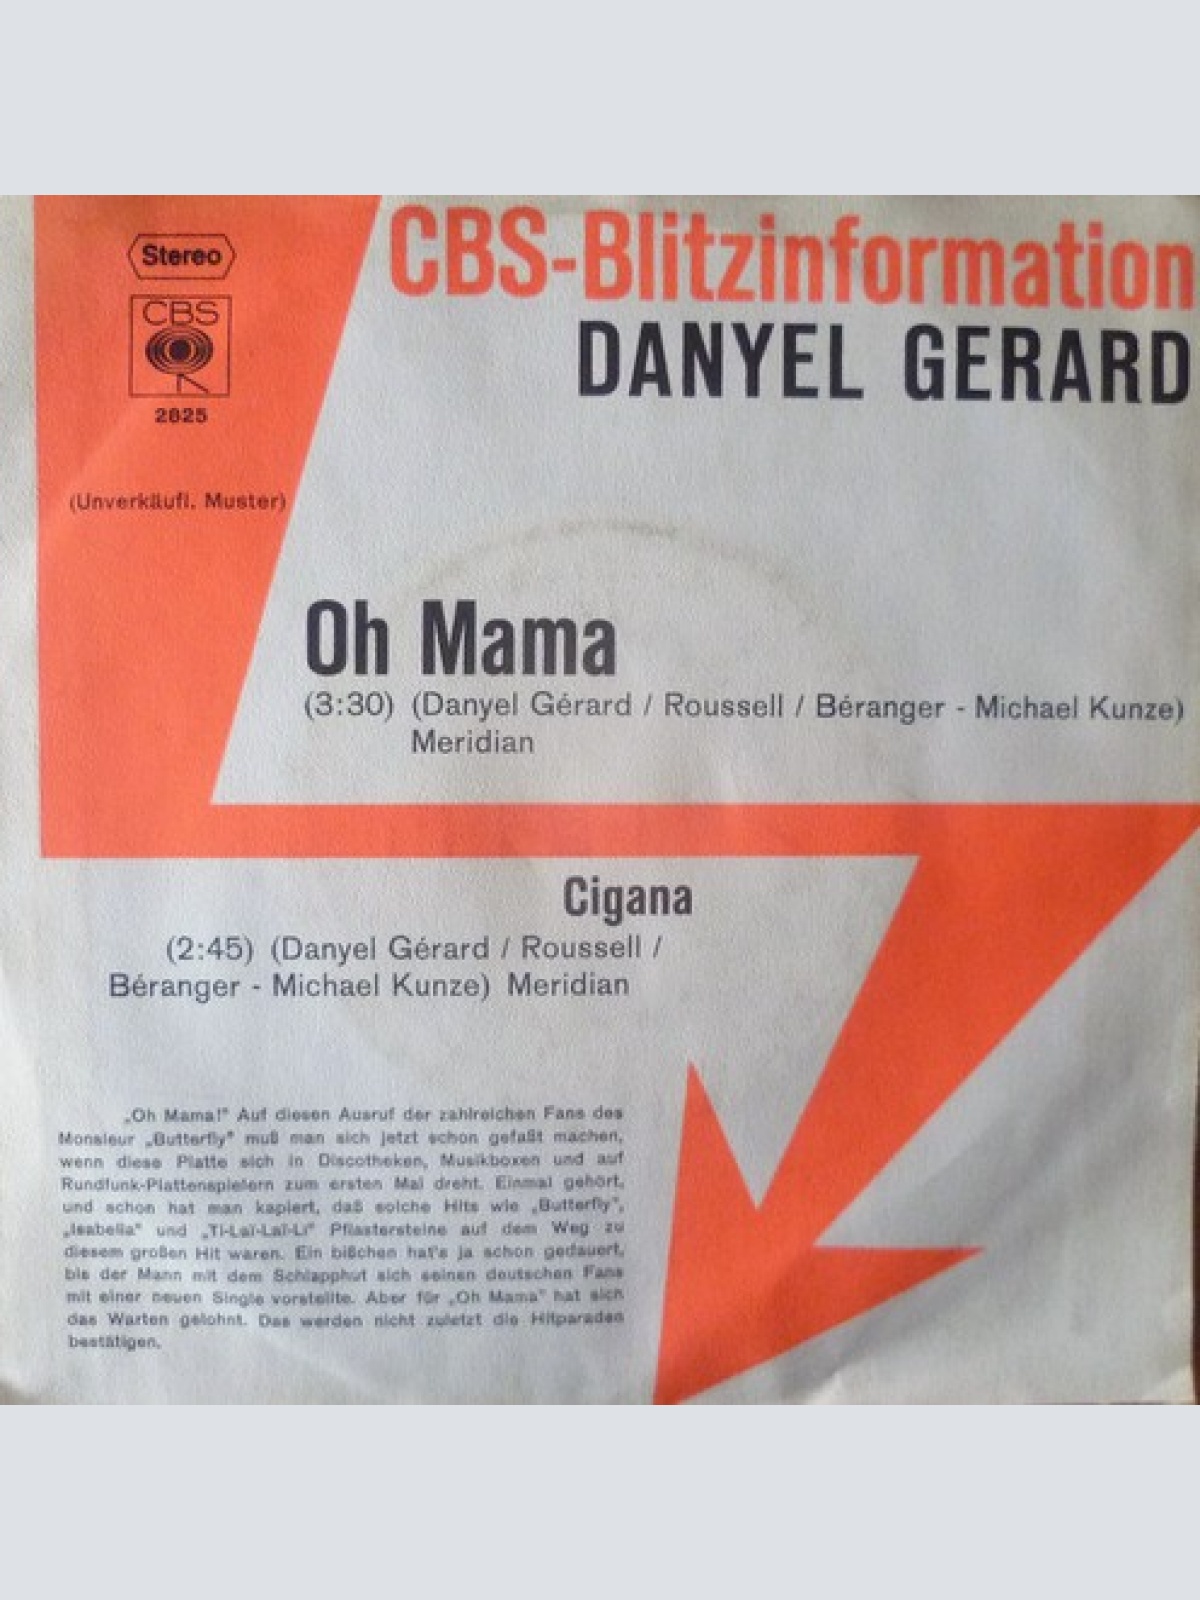 CBS-Blitzinformation
DANYEL GERARD
Stereo
CBS
2825
(Unverkäufl. Muster)
Oh Mama
(3:30) (Danyel Gérard / Roussell / Béranger - Michael Kunze)
Meridian
Cigana
(2:45) (Danyel Gérard / Roussell /
Béranger - Michael Kunze) Meridian
„Oh Mama!" Auf diesen Ausruf der zahlreichen Fans des
Monsieur „Butterfly" muß man sich jetzt schon gefaßt machen,
wenn diese Platte sich in Discotheken, Musikboxen und auf
Rundfunk-Plattenspielern zum ersten Mal dreht. Einmal gehört,
und schon hat man kapiert, daß solche Hits wie „Butterfly",
„Isabella" und „Ti-Laï-Laï-Li" Pflastersteine auf dem Weg zu
diesem großen Hit waren. Ein bißchen hat's ja schon gedauert,
bis der Mann mit dem Schlapphut sich seinen deutschen Fans
mit einer neuen Single vorstellte. Aber für „Oh Mama" hat sich
das Warten gelohnt. Das werden nicht zuletzt die Hitparaden
bestätigen.